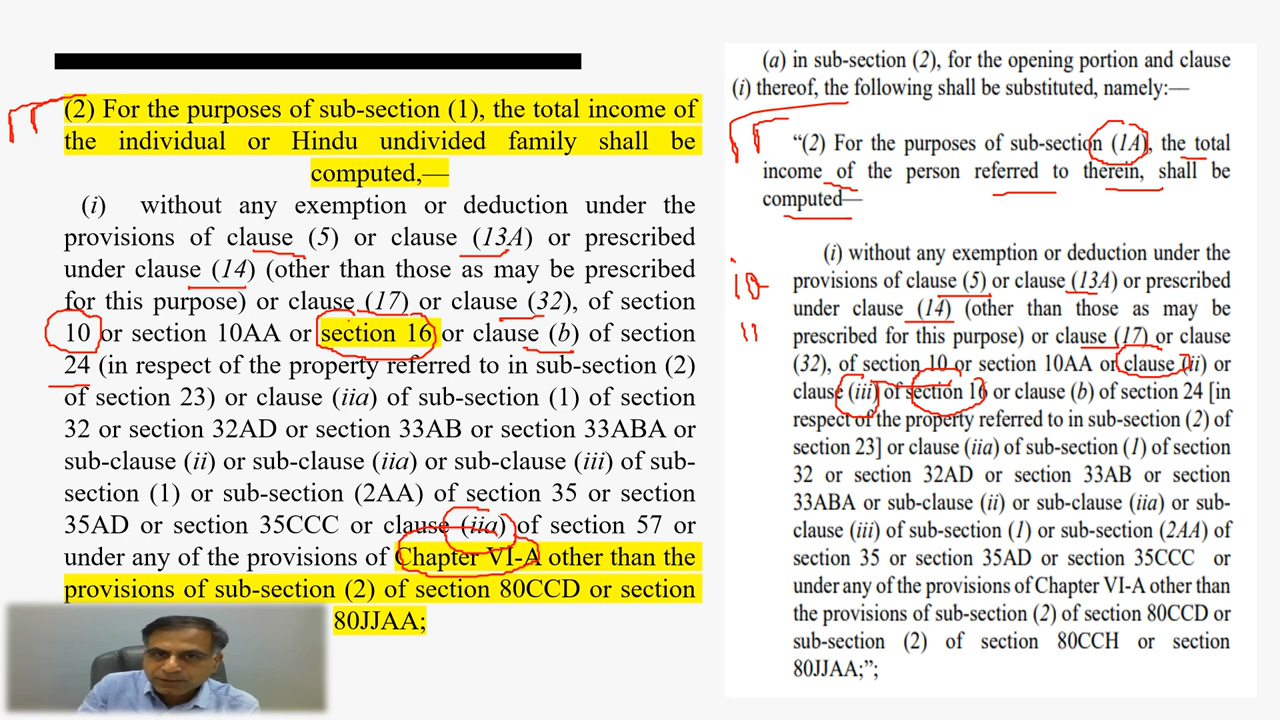 (2) For the purposes of sub-section (1), the total income of
the individual or Hindu undivided family shall be
computed,—
(i) without any exemption or deduction under the
provisions of clause (5) or clause (13A) or prescribed
under clause (14) (other than those as may be prescribed
for this purpose) or clause (17) or clause (32), of section
10 or section 10AA or section 16 or clause (b) of section
24 (in respect of the property referred to in sub-section (2)
of section 23) or clause (iia) of sub-section (1) of section
32 or section 32AD or section 33AB or section 33ABA or
sub-clause (ii) or sub-clause (iia) or sub-clause (iii) of sub-
section (1) or sub-section (2AA) of section 35 or section
35AD or section 35CCC or clause (iia) of section 57 or
under any of the provisions of Chapter VI-A other than the
provisions of sub-section (2) of section 80CCD or section
80JJAA;
(a) in sub-section (2), for the opening portion and clause
(i) thereof, the following shall be substituted, namely:—
“(2) For the purposes of sub-section (1A), the total
income of the person referred to therein, shall be
computed—
(i) without any exemption or deduction under the
provisions of clause (5) or clause (13A) or prescribed
under clause (14) (other than those as may be
prescribed for this purpose) or clause (17) or clause
(32), of section 10 or section 10AA or clause (ii) or
clause (iii) of section 16 or clause (b) of section 24 [in
respect of the property referred to in sub-section (2) of
section 23] or clause (iia) of sub-section (1) of section
32 or section 32AD or section 33AB or section
33ABA or sub-clause (ii) or sub-clause (iia) or sub-
clause (iii) of sub-section (1) or sub-section (2AA) of
section 35 or section 35AD or section 35CCC or
under any of the provisions of Chapter VI-A other than
the provisions of sub-section (2) of section 80CCD or
sub-section (2) of section 80CCH or section
80JJAA;”;